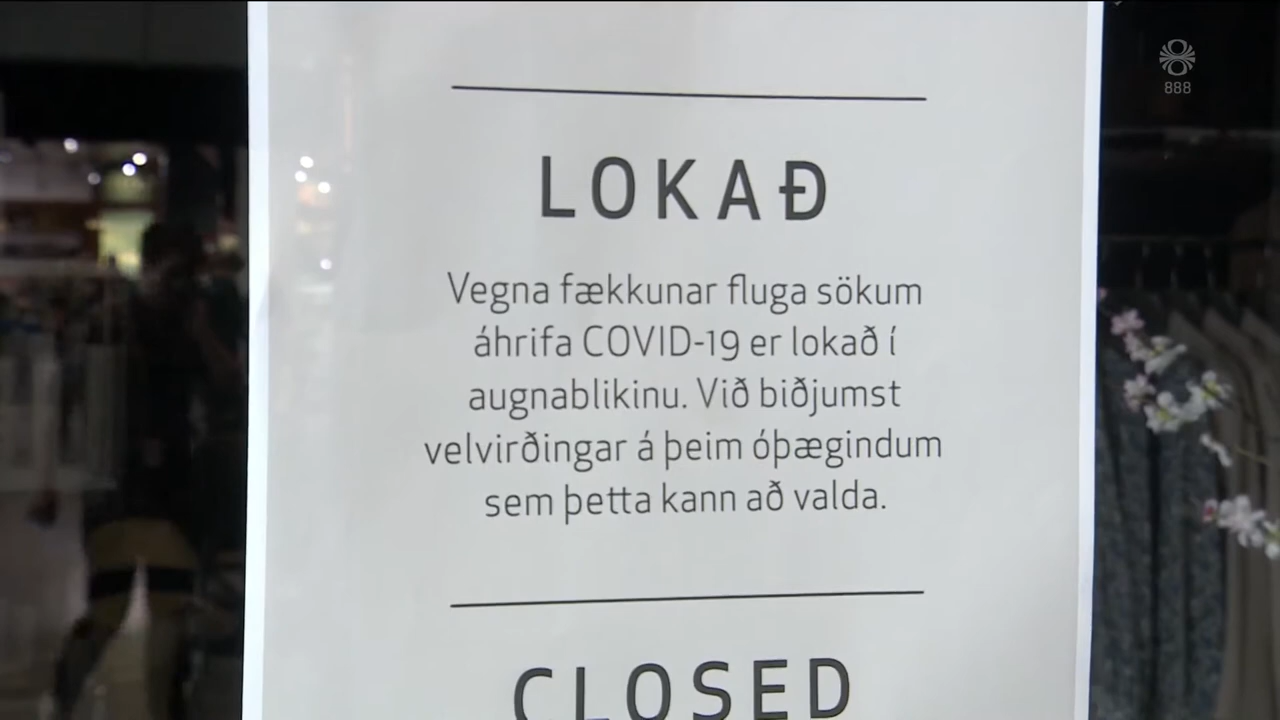 888
LOKAÐ
Vegna fækkunar fluga sökum
áhrifa COVID-19 er lokað í
augnablikinu. Við biðjumst
velvirðingar á þeim óþægindum
sem þetta kann að valda.
CLOSED